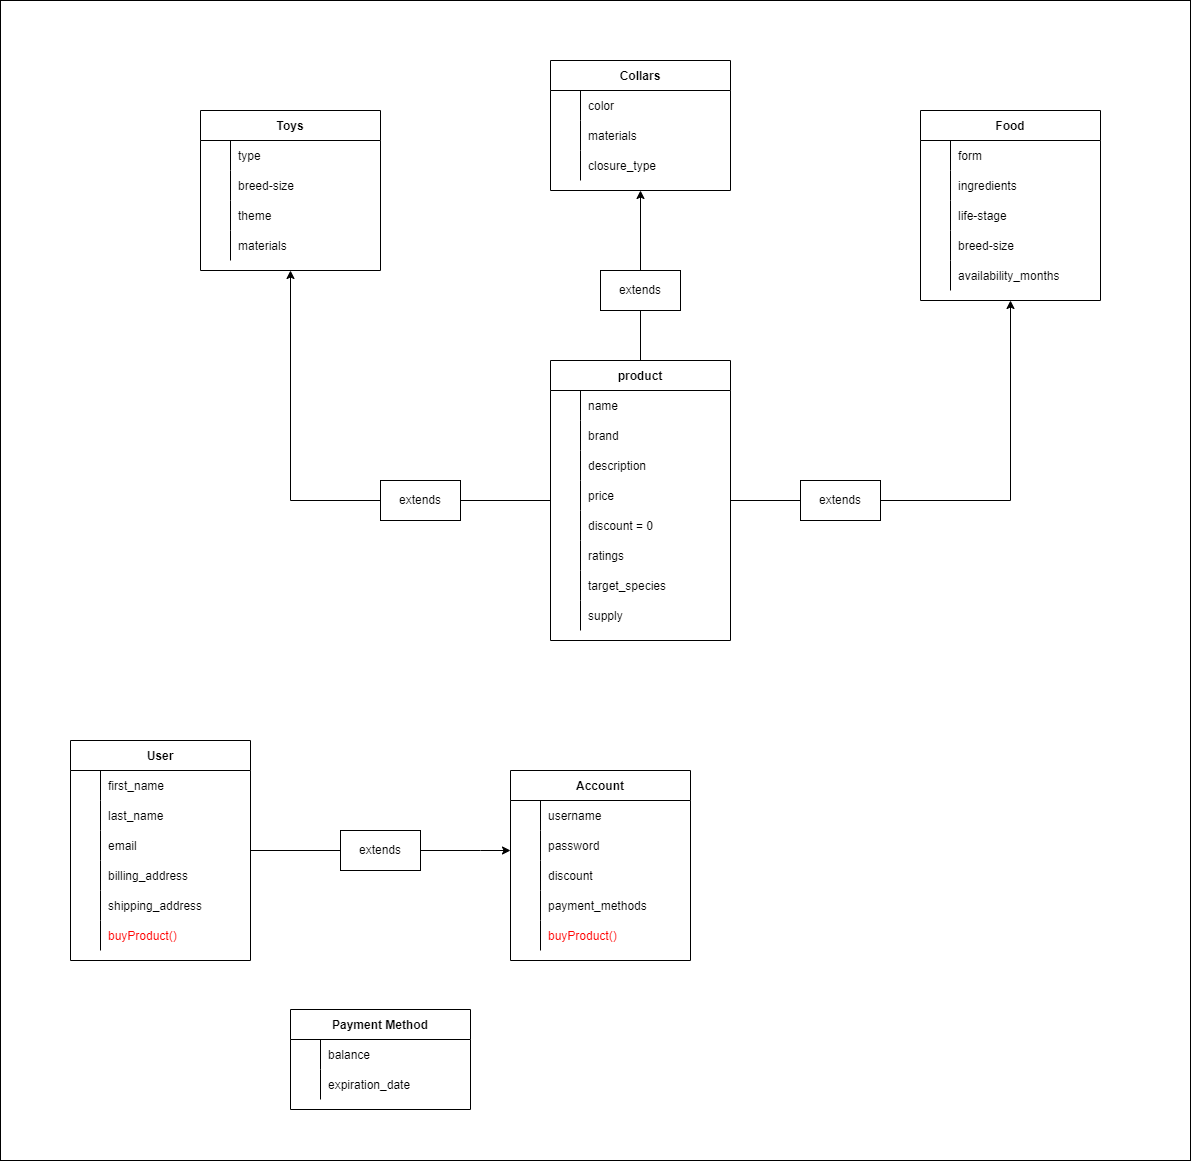 Collars
color
materials
closure_type
Toys
type
breed-size
theme
materials
Food
form
ingredients
life-stage
breed-size
availability_months
extends
product
name
brand
description
price
discount = 0
ratings
target_species
supply
extends
extends
User
first_name
last_name
email
billing_address
shipping_address
buyProduct()
extends
Account
username
password
discount
payment_methods
buyProduct()
Payment Method
balance
expiration_date